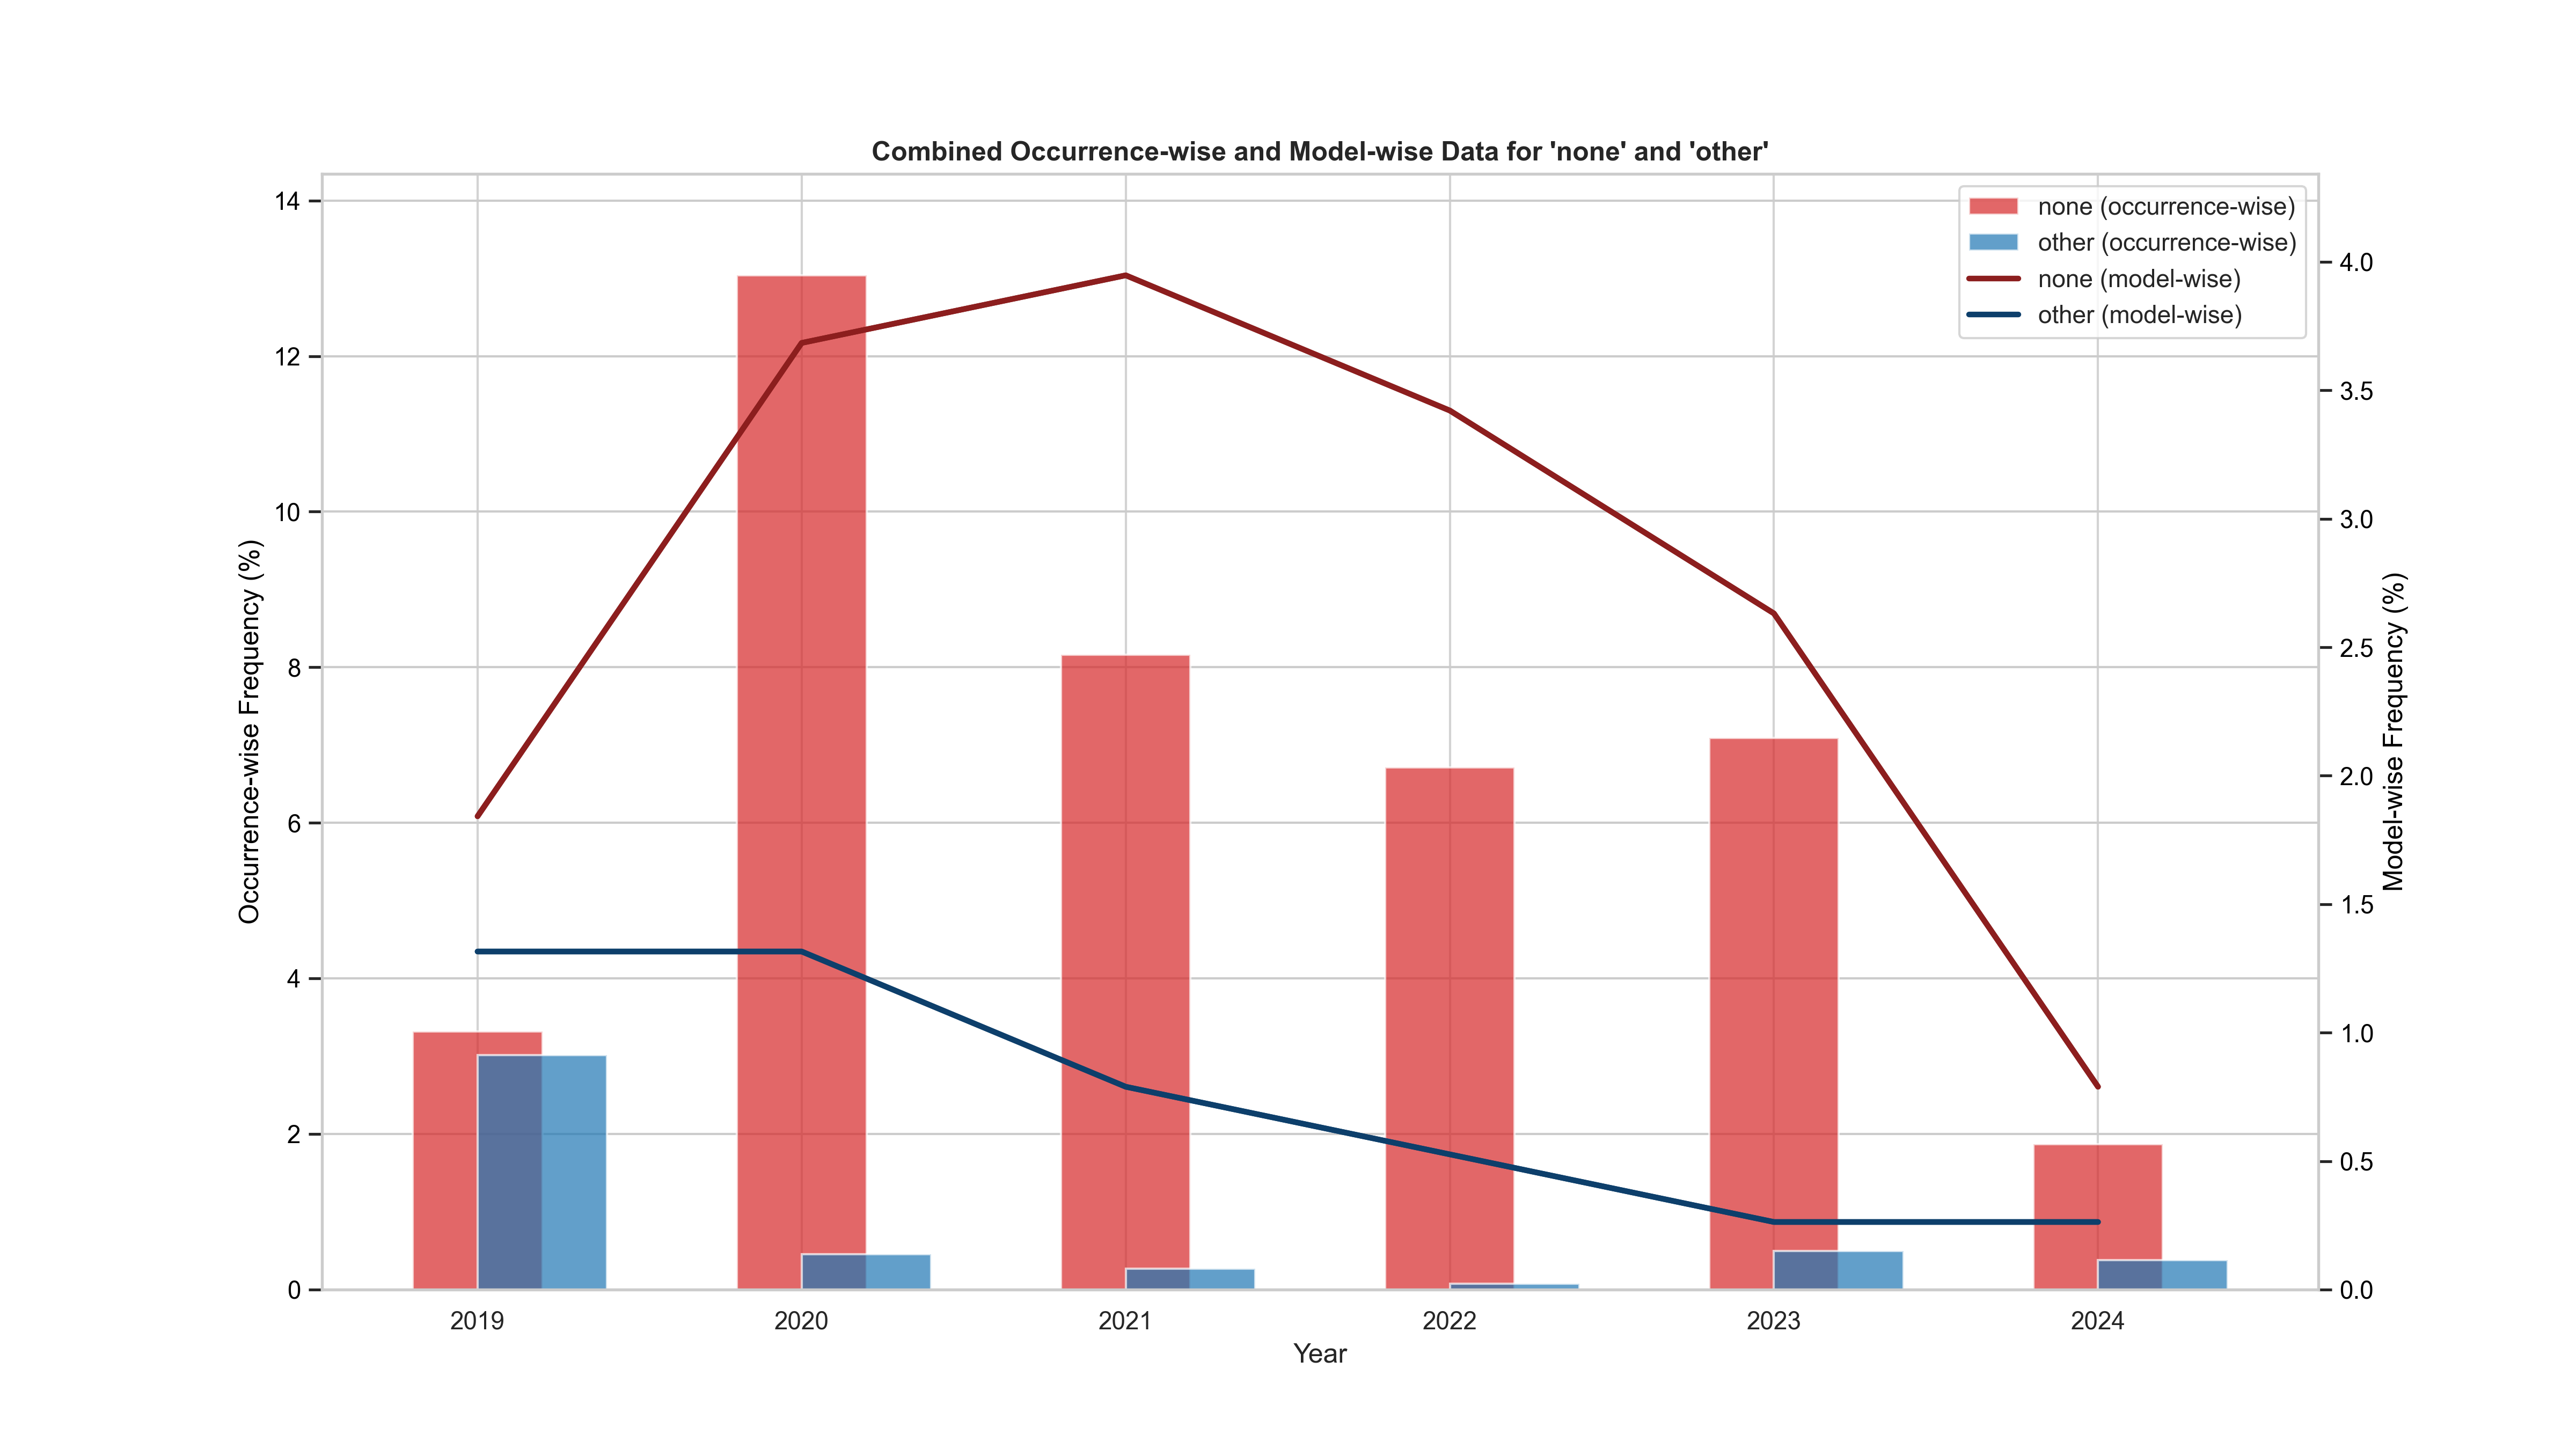 Combined Occurrence-wise and Model-wise Data for 'none' and 'other'
none (occurrence-wise)
other (occurrence-wise)
none (model-wise)
other (model-wise)
Occurrence-wise Frequency (%)
14
12
10
8
6
4
2
0
Model-wise Frequency (%)
4.0
3.5
3.0
2.5
2.0
1.5
1.0
0.5
0.0
2019 2020 2021 2022 2023 2024
Year